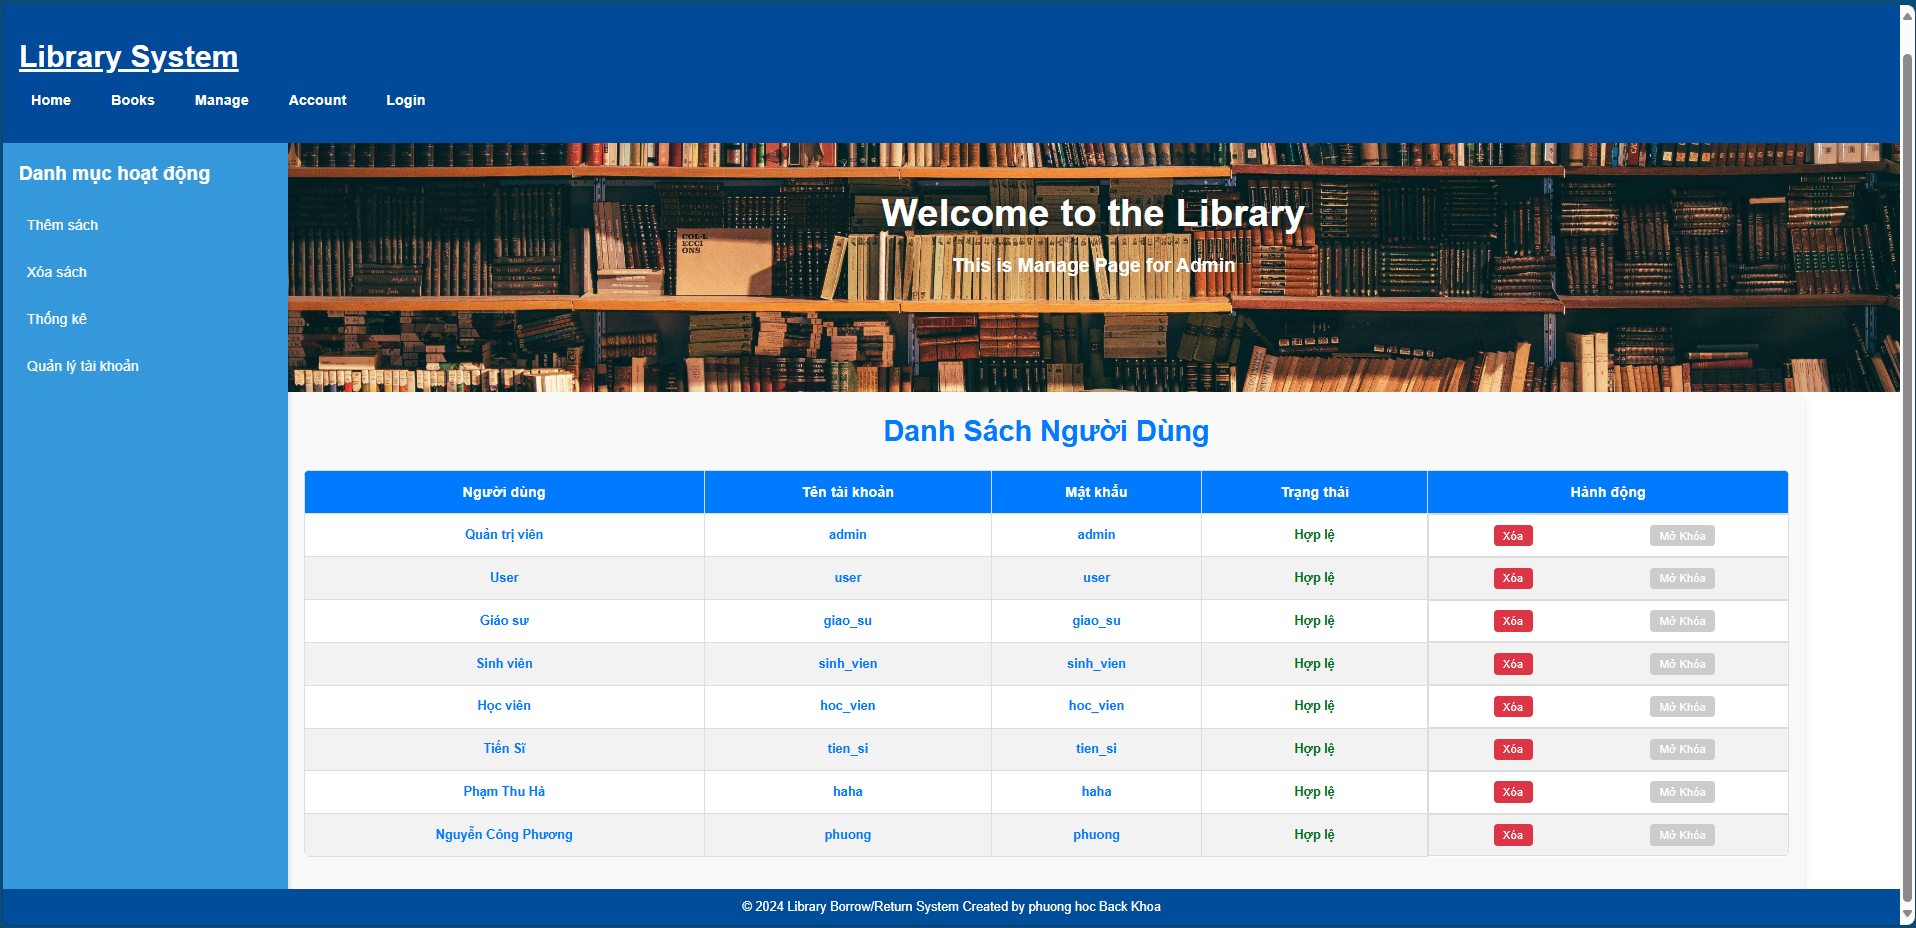 Library System
Home Books Manage Account Login
Danh mục hoạt động
Thêm sách
Xóa sách
Thống kê
Quản lý tài khoản
COL·L
ECCI
ONS
Welcome to the Library
This is Manage Page for Admin
Danh Sách Người Dùng
Người dùng Tên tài khoản Mật khẩu Trạng thái Hành động
Quản trị viên admin admin Hợp lệ Xóa Mở Khóa
User user user Hợp lệ Xóa Mở Khóa
Giáo sư giao_su giao_su Hợp lệ Xóa Mở Khóa
Sinh viên sinh_vien sinh_vien Hợp lệ Xóa Mở Khóa
Học viên hoc_vien hoc_vien Hợp lệ Xóa Mở Khóa
Tiến Sĩ tien_si tien_si Hợp lệ Xóa Mở Khóa
Phạm Thu Hà haha haha Hợp lệ Xóa Mở Khóa
Nguyễn Công Phương phuong phuong Hợp lệ Xóa Mở Khóa
© 2024 Library Borrow/Return System Created by phuong hoc Back Khoa